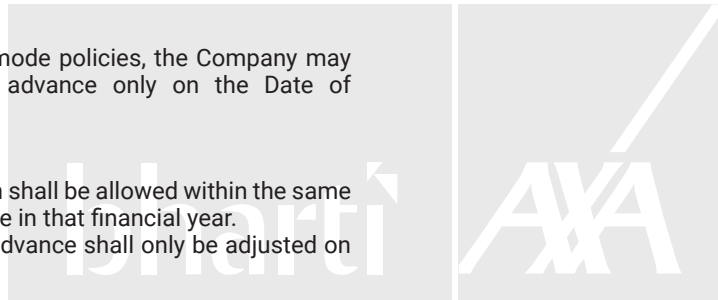 mode policies, the Company may
advance only on the Date of
shall be allowed within the same
e in that financial year.
dvance shall only be adjusted on
bharti
AXA